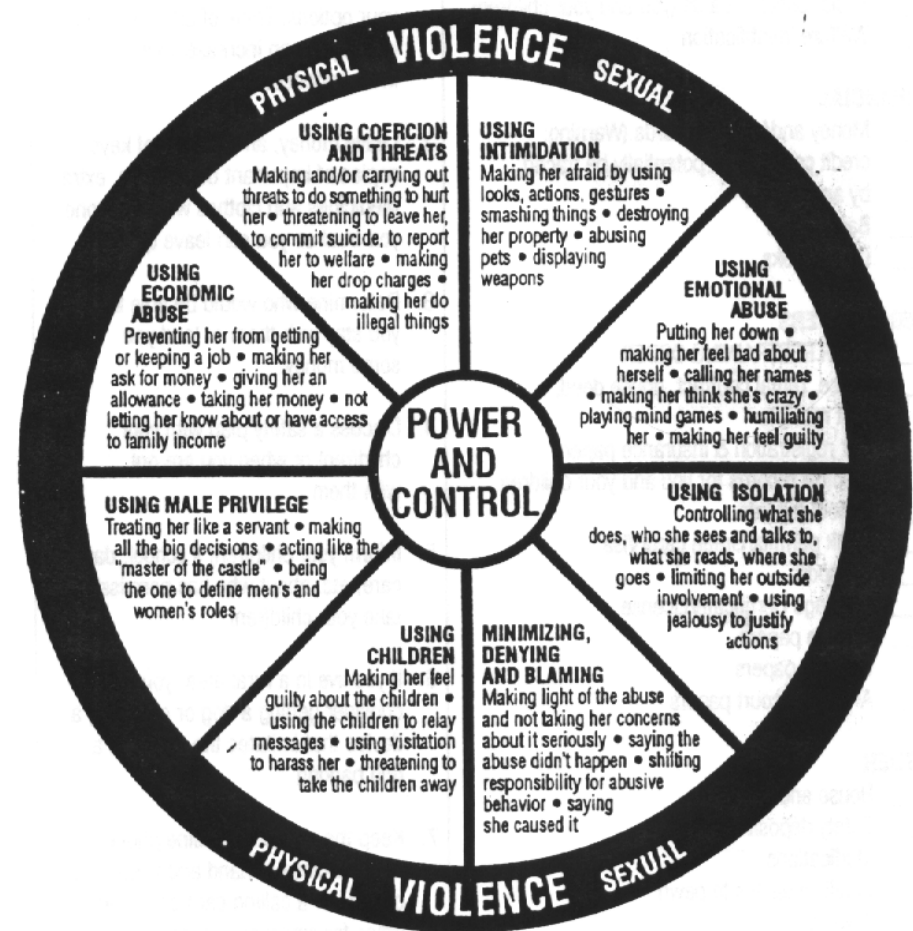 PHYSICAL VIOLENCE SEXUAL
USING COERCION
AND THREATS
Making and/or carrying out
threats to do something to hurt
her • threatening to leave her,
to commit suicide, to report
her to welfare • making
her drop charges •
making her do
illegal things
USING
INTIMIDATION
Making her afraid by using
looks, actions, gestures •
smashing things • destroying
her property • abusing
pets • displaying
weapons
USING
EMOTIONAL
ABUSE
Putting her down •
making her feel bad about
herself • calling her names
• making her think she's crazy •
playing mind games • humiliating
her • making her feel guilty
USING ISOLATION
Controlling what she
does, who she sees and talks to,
what she reads, where she
goes • limiting her outside
involvement • using
jealousy to justify
actions
MINIMIZING,
DENYING
AND BLAMING
Making light of the abuse
and not taking her concerns
about it seriously • saying the
abuse didn't happen • shifting
responsibility for abusive
behavior • saying
she caused it
USING
CHILDREN
Making her feel
guilty about the children •
using the children to relay
messages • using visitation
to harass her • threatening to
take the children away
USING MALE PRIVILEGE
Treating her like a servant • making
all the big decisions • acting like the
"master of the castle" • being
the one to define men's and
women's roles
USING
ECONOMIC
ABUSE
Preventing her from getting
or keeping a job • making her
ask for money • giving her an
allowance • taking her money • not
letting her know about or have access
to family income
POWER
AND
CONTROL
PHYSICAL VIOLENCE SEXUAL